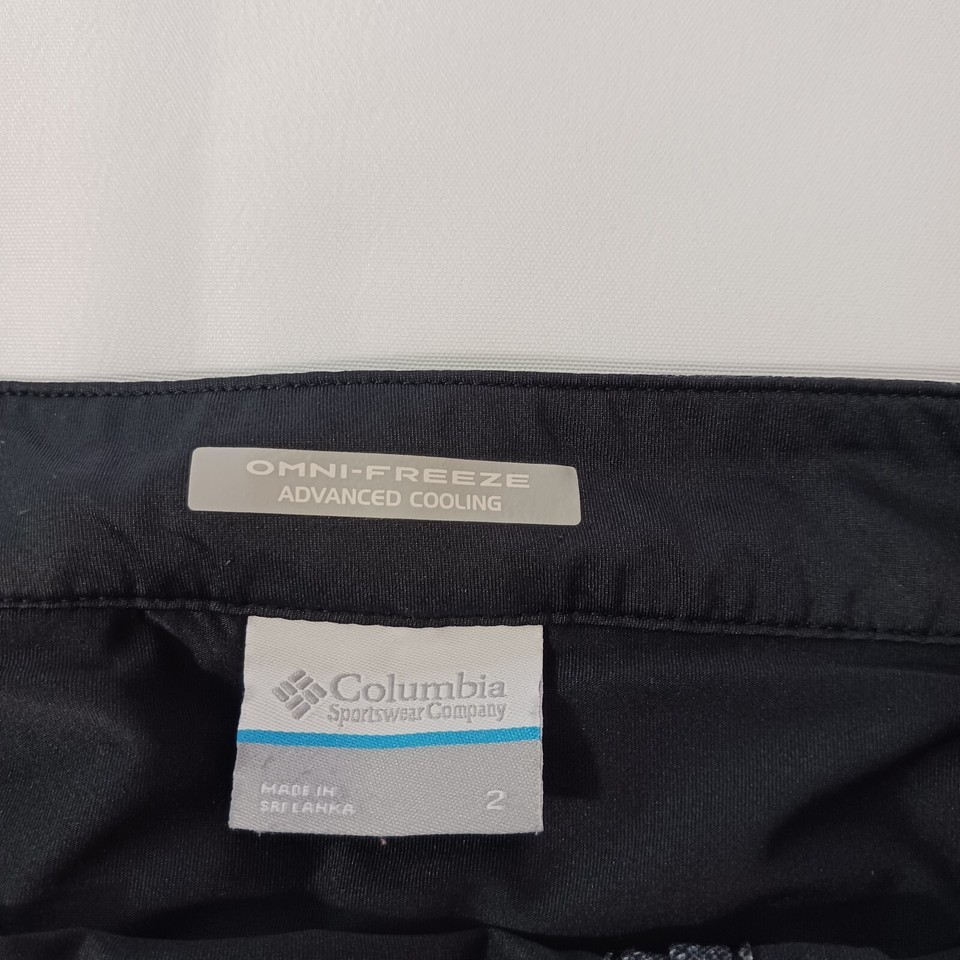 OMNI-FREEZE
ADVANCED COOLING
Columbia
Sportswear Company
MADE IN
SRI LANKA
2